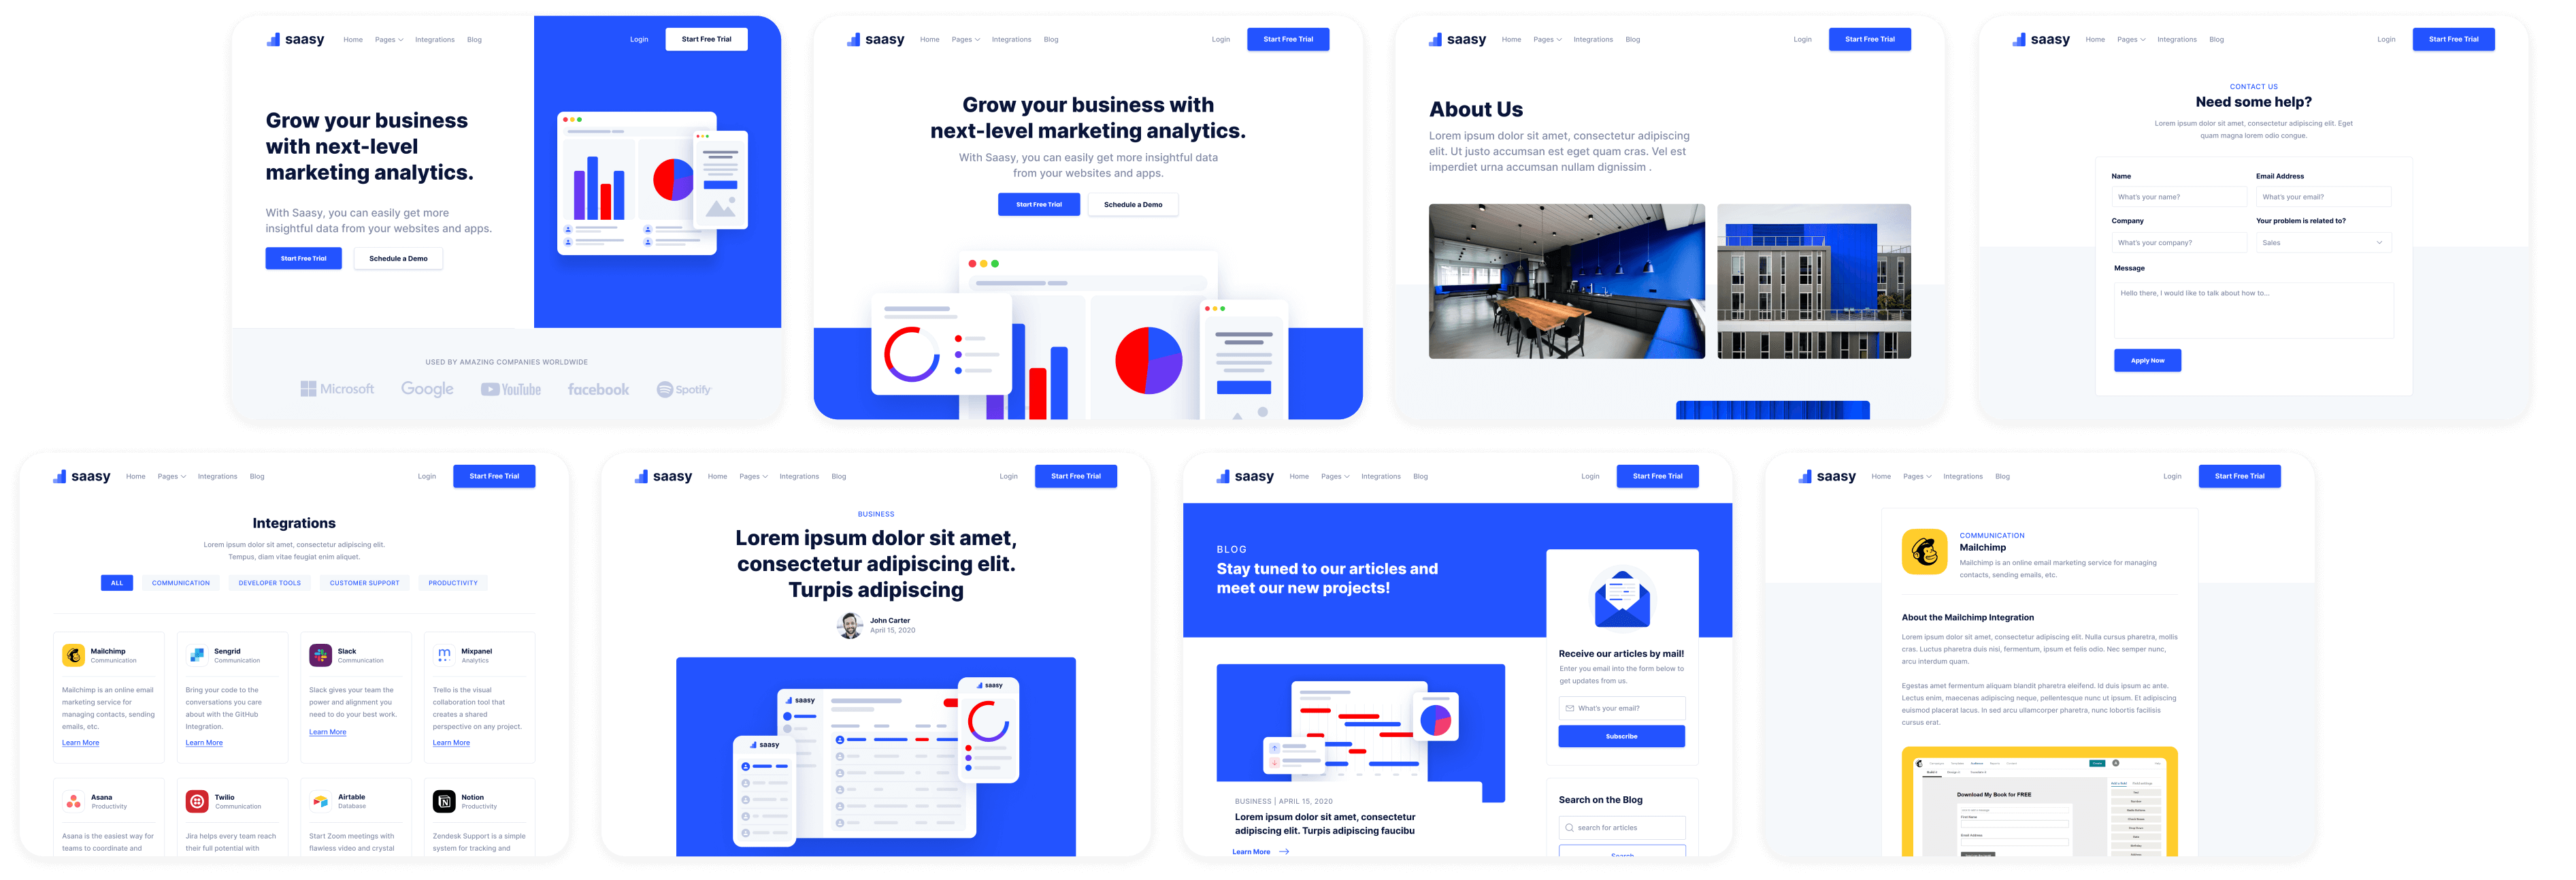 saasy
Home
Pages
Integrations
Blog
Login
Start Free Trial
Grow your business
with next-level
marketing analytics.
With Saasy, you can easily get more
insightful data from your websites and apps.
Start Free Trial
Schedule a Demo
USED BY AMAZING COMPANIES WORLDWIDE
Microsoft
Google
YouTube
facebook
Spotify
saasy
Home
Pages
Integrations
Blog
Login
Start Free Trial
Grow your business with
next-level marketing analytics.
With Saasy, you can easily get more insightful data
from your websites and apps.
Start Free Trial
Schedule a Demo
saasy
Home
Pages
Integrations
Blog
Login
Start Free Trial
About Us
Lorem ipsum dolor sit amet, consectetur adipiscing
elit. Ut justo accumsan est eget quam cras. Vel est
imperdiet urna accumsan nullam dignissim .
saasy
Home
Pages
Integrations
Blog
Login
Start Free Trial
CONTACT US
Need some help?
Lorem ipsum dolor sit amet, consectetur adipiscing elit. Eget
quam magna lorem odio congue.
Name
Email Address
What's your name?
What's your email?
Company
Your problem is related to?
What's your company?
Sales
Message
Hello there, I would like to talk about how to...
Apply Now
saasy
Home
Pages
Integrations
Blog
Login
Start Free Trial
Integrations
Lorem ipsum dolor sit amet, consectetur adipiscing elit.
Tempus, diam vitae feugiat enim aliquet.
ALL
COMMUNICATION
DEVELOPER TOOLS
CUSTOMER SUPPORT
PRODUCTIVITY
Mailchimp
Communication
Mailchimp is an online email
marketing service for
managing contacts, sending
emails, etc.
Learn More
Sengrid
Communication
Bring your code to the
conversations you care
about with the GitHub
Integration.
Learn More
Slack
Communication
Slack gives your team the
power and alignment you
need to do your best work.
Learn More
Mixpanel
Analytics
Trello is the visual
collaboration tool that
creates a shared
perspective on any project.
Learn More
Asana
Productivity
Asana is the easiest way for
teams to coordinate and
Twilio
Communication
Jira helps every team reach
their full potential with
Airtable
Database
Start Zoom meetings with
flawless video and crystal
Notion
Productivity
Zendesk Support is a simple
system for tracking and
saasy
Home
Pages
Integrations
Blog
Login
Start Free Trial
BUSINESS
Lorem ipsum dolor sit amet,
consectetur adipiscing elit.
Turpis adipiscing
John Carter
April 15, 2020
saasy
saasy
saasy
saasy
Home
Pages
Integrations
Blog
Login
Start Free Trial
BLOG
Stay tuned to our articles and
meet our new projects!
BUSINESS | APRIL 15, 2020
Lorem ipsum dolor sit amet, consectetur
adipiscing elit. Turpis adipiscing faucibu
Learn More
Receive our articles by mail!
Enter you email into the form below to
get updates from us.
What's your email?
Subscribe
Search on the Blog
search for articles
Search
saasy
Home
Pages
Integrations
Blog
Login
Start Free Trial
COMMUNICATION
Mailchimp
Mailchimp is an online email marketing service for managing
contacts, sending emails, etc.
About the Mailchimp Integration
Lorem ipsum dolor sit amet, consectetur adipiscing elit. Nulla cursus pharetra, mollis
cras. Luctus pharetra duis nisi, fermentum, ipsum et felis odio. Nec semper nunc,
arcu interdum quam.
Egestas amet fermentum aliquam blandit pharetra eleifend. Id duis ipsum ac ante.
Lectus enim, maecenas adipiscing neque, pellentesque nunc ut ipsum. Et adipiscing
euismod placerat lacus. In sed arcu ullamcorper pharetra, nunc lobortis facilisis
cursus erat.
Download My Book for FREE
First Name
Email Address